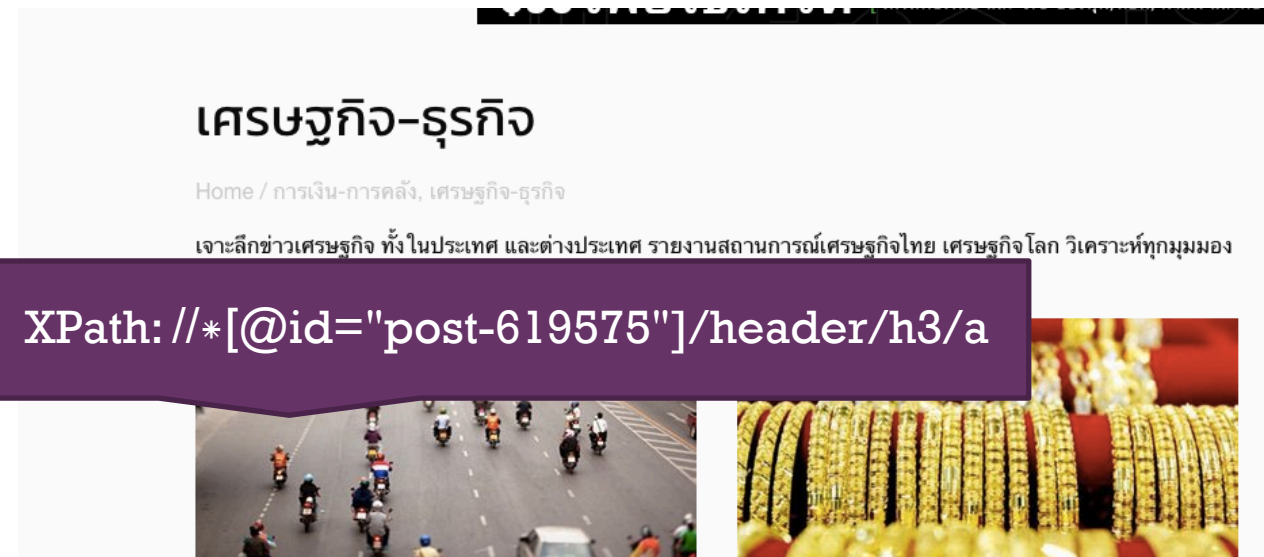 เศรษฐกิจ-ธุรกิจ
Home / การเงิน-การคลัง, เศรษฐกิจ-ธุรกิจ
เจาะลึกข่าวเศรษฐกิจ ทั้งในประเทศ และต่างประเทศ รายงานสถานการณ์เศรษฐกิจไทย เศรษฐกิจโลก วิเคราะห์ทุกมุมมอง
XPath: //*[@id="post-619575"]/header/h3/a